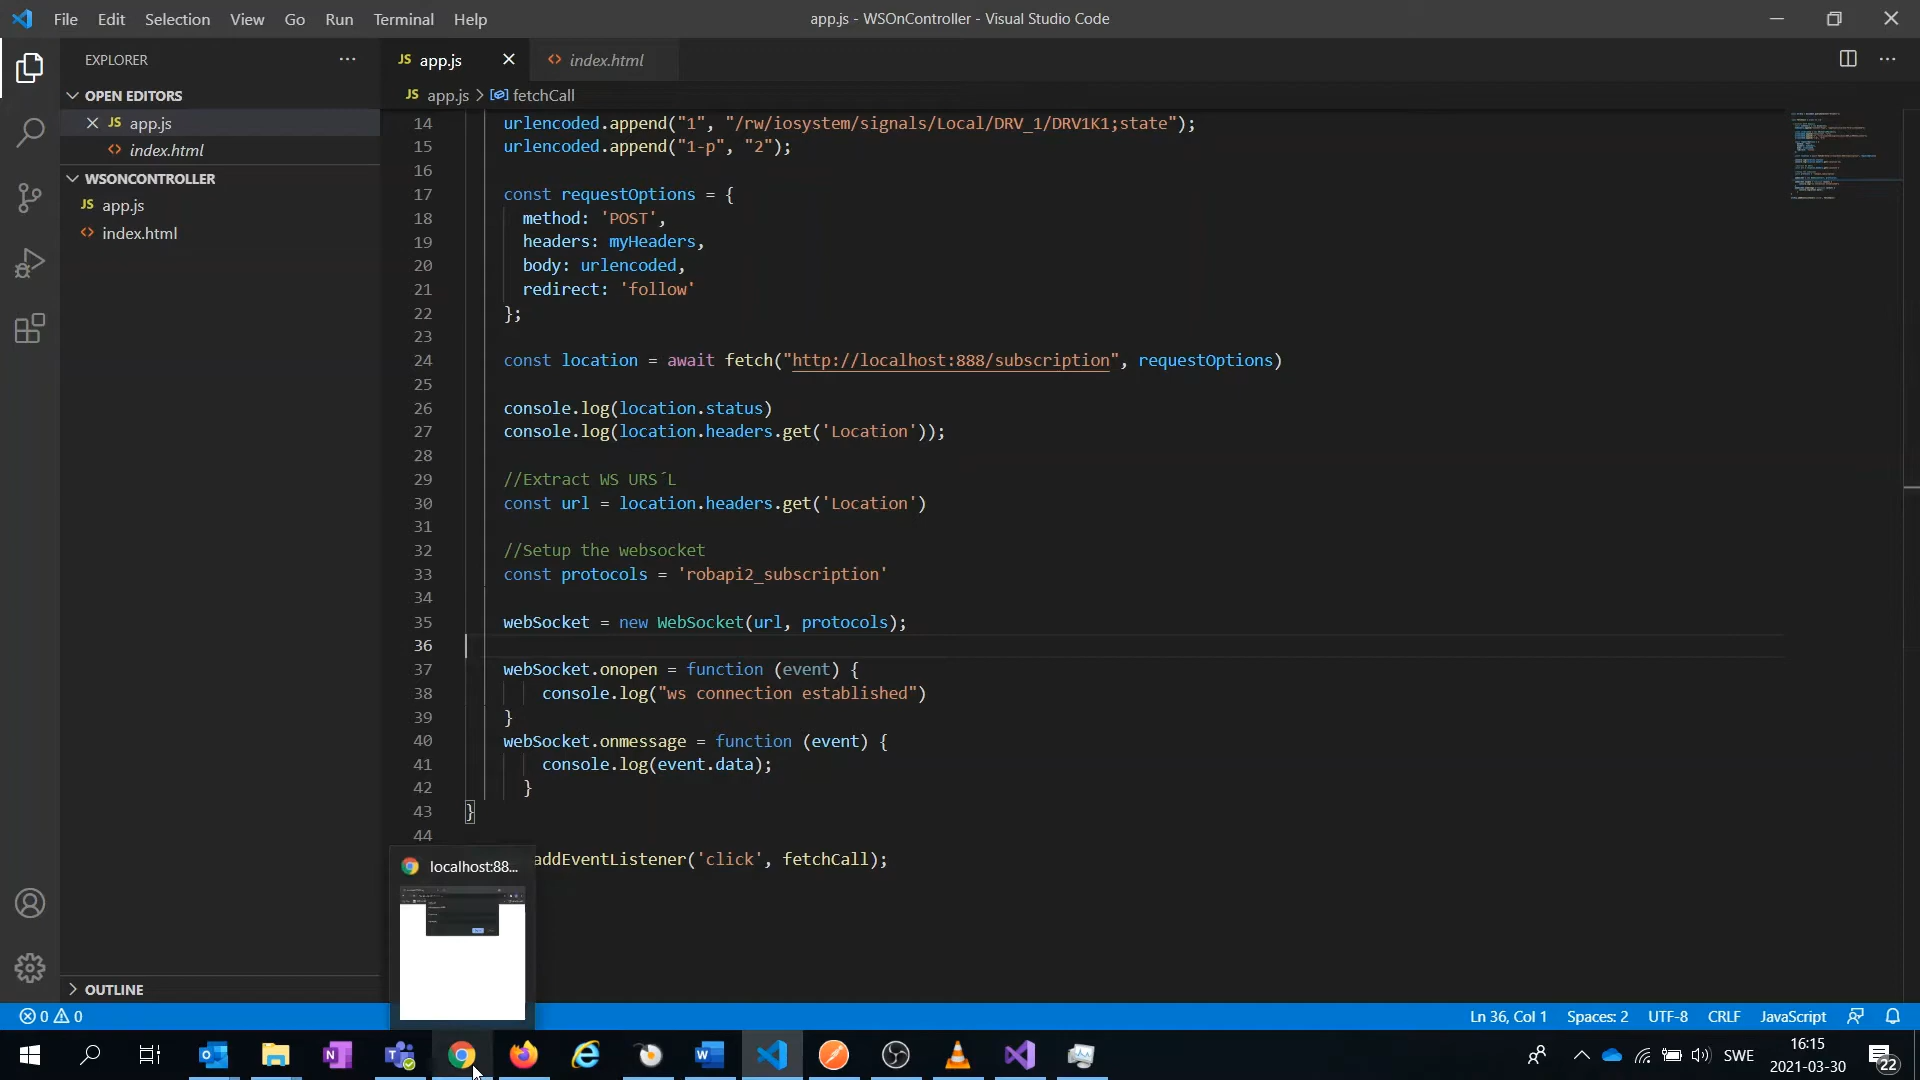 File Edit Selection View Go Run Terminal Help
app.js - WSOnController - Visual Studio Code
EXPLORER
OPEN EDITORS
JS app.js
index.html
WSONCONTROLLER
JS app.js
index.html
OUTLINE
JS app.js
index.html
JS app.js > fetchCall
14 urlencoded.append("1", "/rw/iosystem/signals/Local/DRV_1/DRV1K1;state");
15 urlencoded.append("1-p", "2");
16
17 const requestOptions = {
18 method: 'POST',
19 headers: myHeaders,
20 body: urlencoded,
21 redirect: 'follow'
22 };
23
24 const location = await fetch("http://localhost:888/subscription", requestOptions)
25
26 console.log(location.status)
27 console.log(location.headers.get('Location'));
28
29 //Extract WS URS´L
30 const url = location.headers.get('Location')
31
32 //Setup the websocket
33 const protocols = 'robapi2_subscription'
34
35 webSocket = new WebSocket(url, protocols);
36
37 webSocket.onopen = function (event) {
38 console.log("ws connection established")
39 }
40 webSocket.onmessage = function (event) {
41 console.log(event.data);
42 }
43 }
44
addEventListener('click', fetchCall);
localhost:88...
0 0
Ln 36, Col 1 Spaces: 2 UTF-8 CRLF JavaScript
SWE
16:15
2021-03-30
22